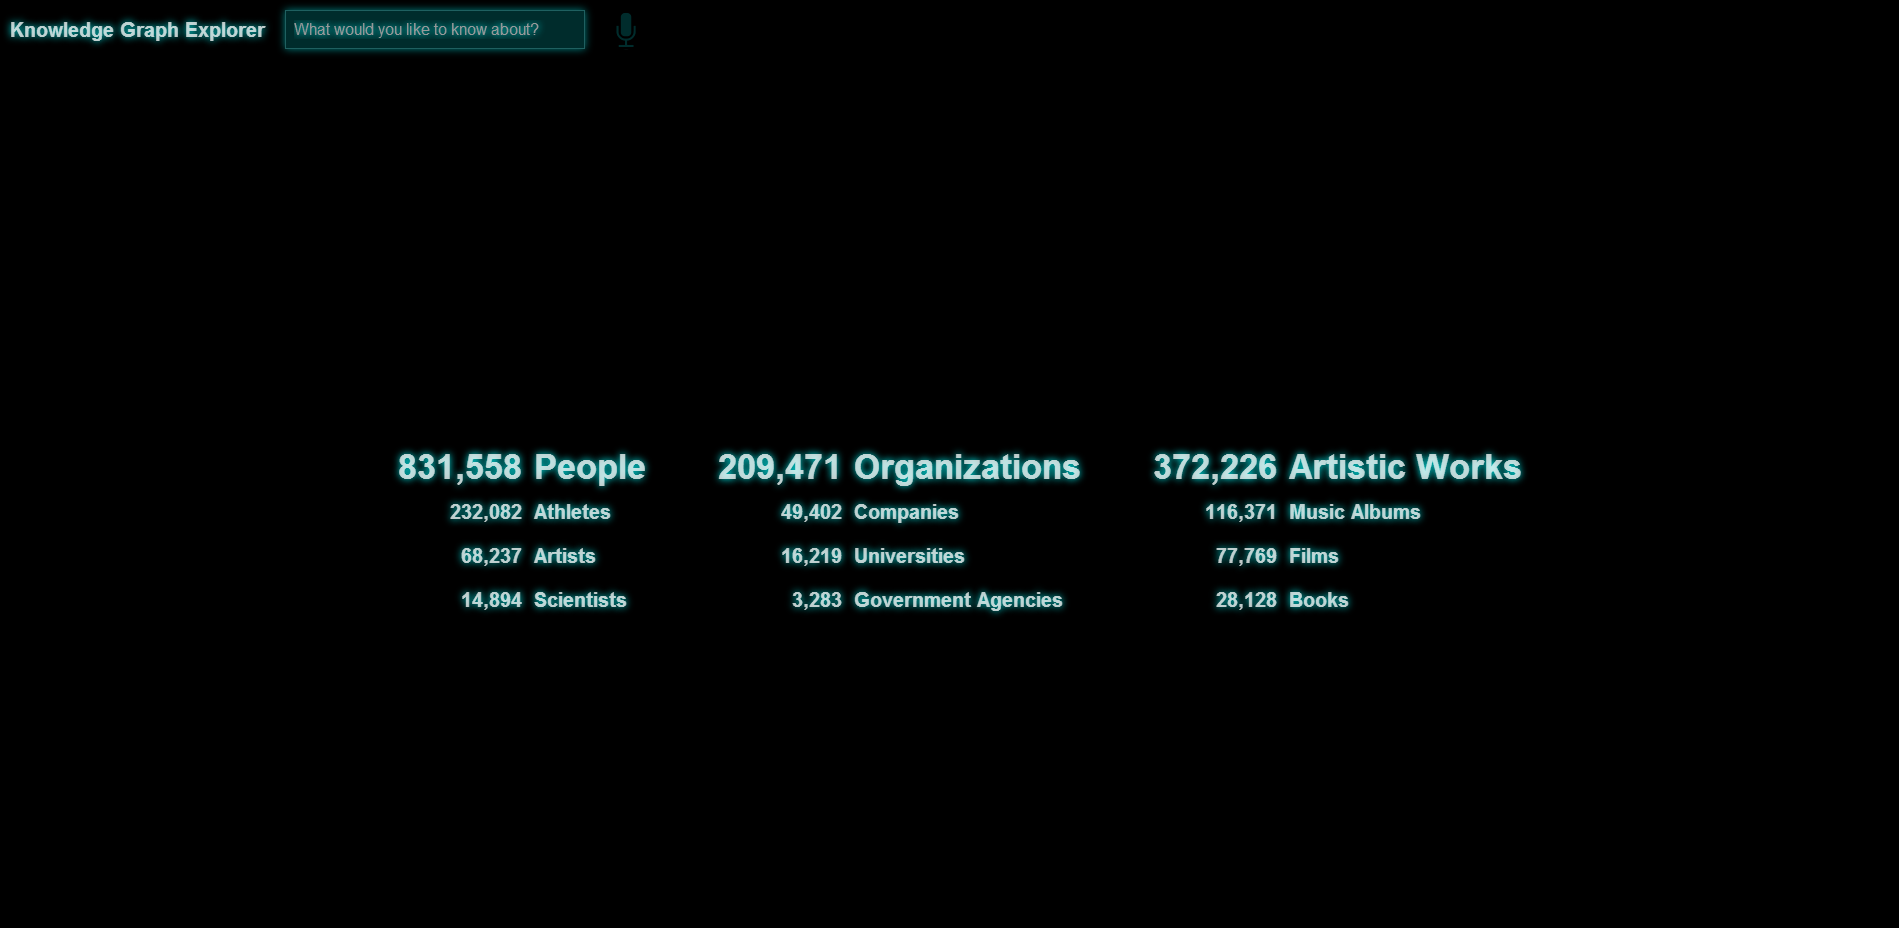 Knowledge Graph Explorer
What would you like to know about?
831,558 People
232,082 Athletes
68,237 Artists
14,894 Scientists
209,471 Organizations
49,402 Companies
16,219 Universities
3,283 Government Agencies
372,226 Artistic Works
116,371 Music Albums
77,769 Films
28,128 Books